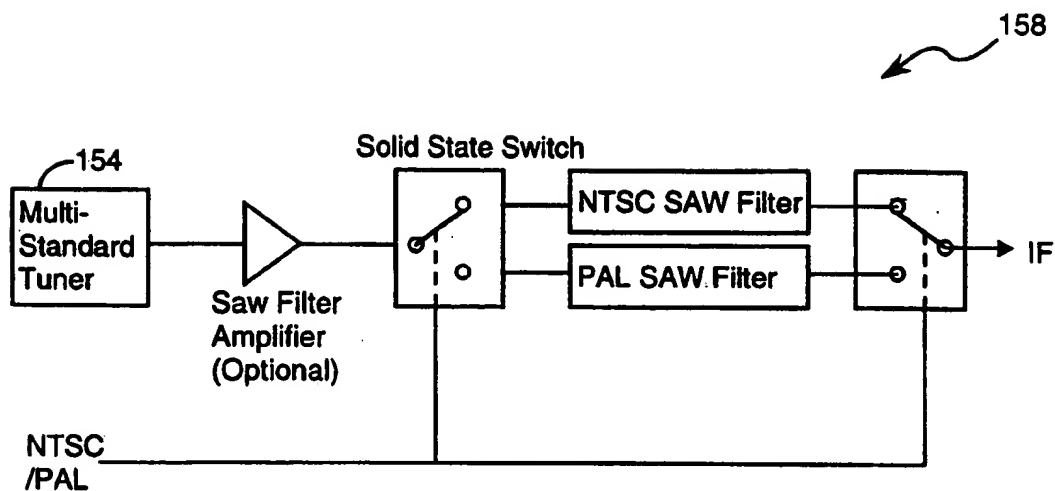 158
154
Solid State Switch
Multi-
Standard
Tuner
NTSC SAW Filter
PAL SAW Filter
IF
Saw Filter
Amplifier
(Optional)
NTSC
/PAL